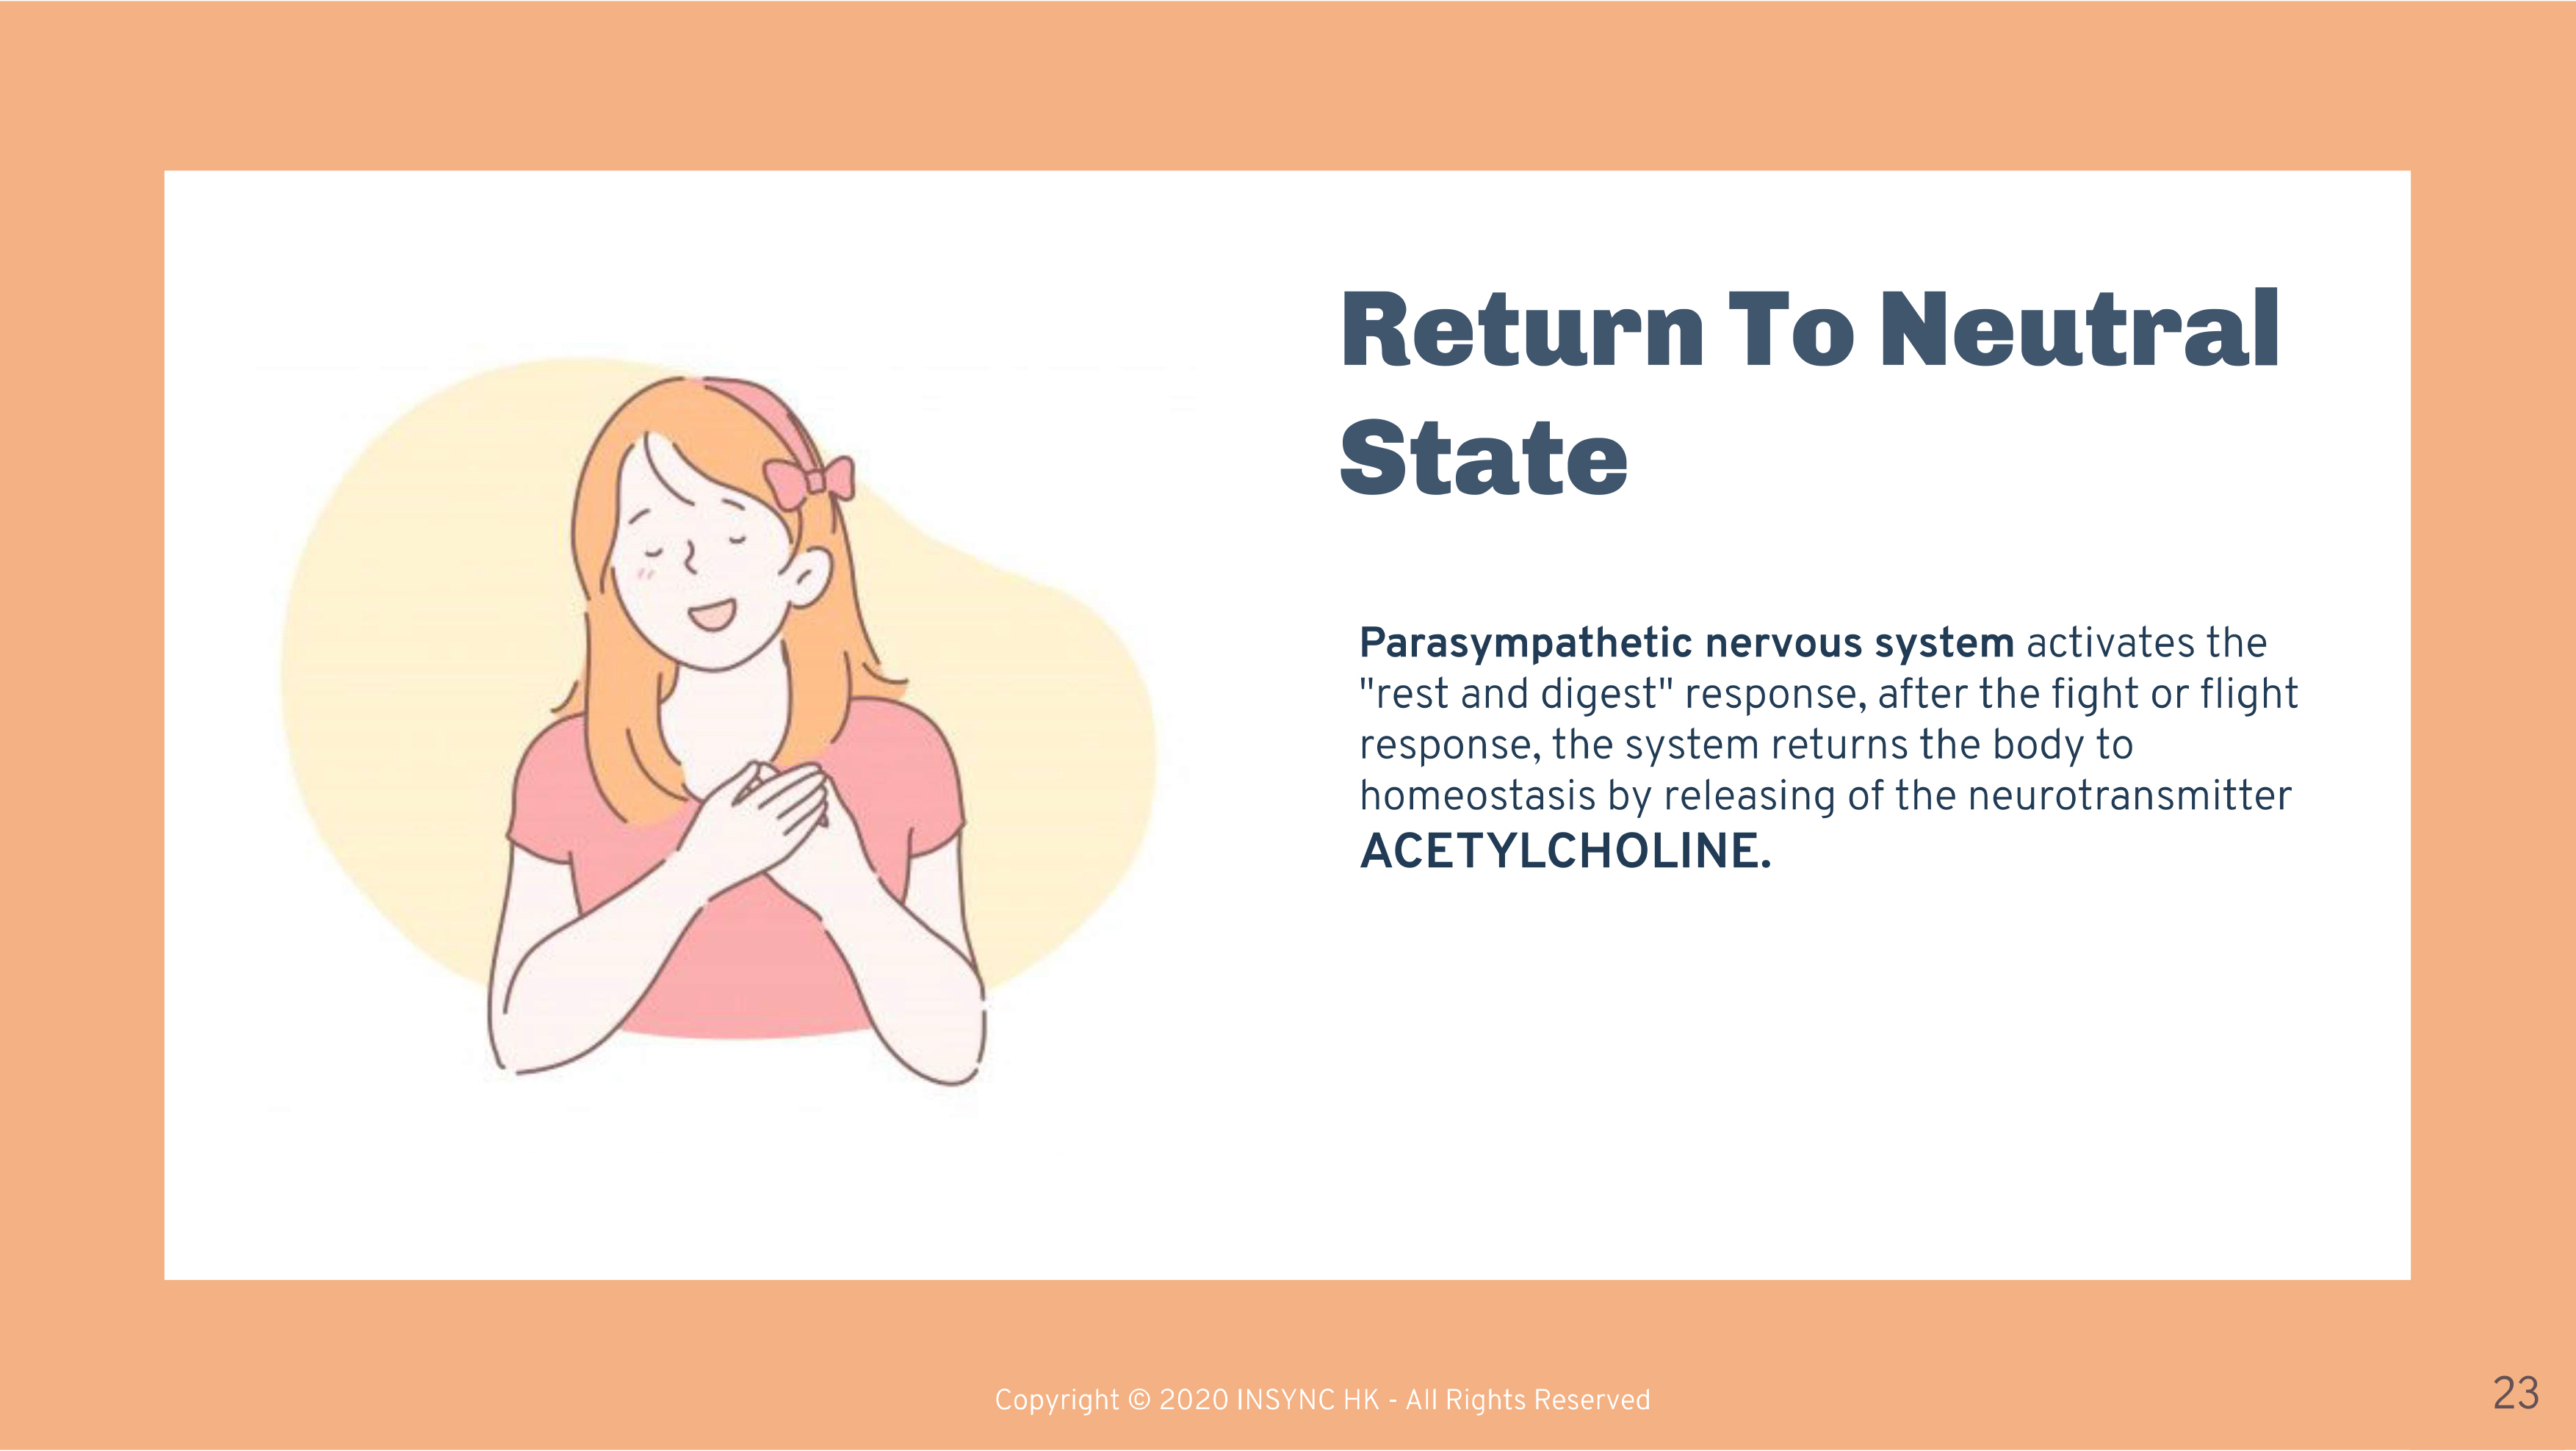 Return To Neutral
State
Parasympathetic nervous system activates the
"rest and digest" response, after the fight or flight
response, the system returns the body to
homeostasis by releasing of the neurotransmitter
ACETYLCHOLINE.
Copyright © 2020 INSYNC HK - All Rights Reserved
23